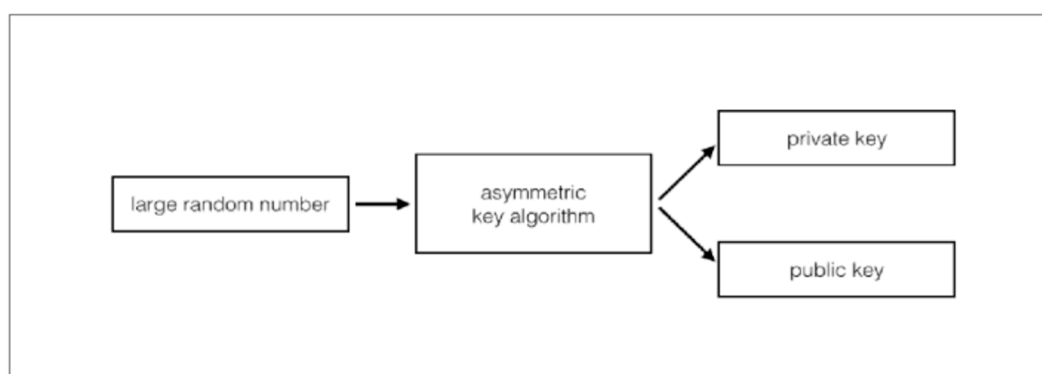 large random number
asymmetric
key algorithm
private key
public key